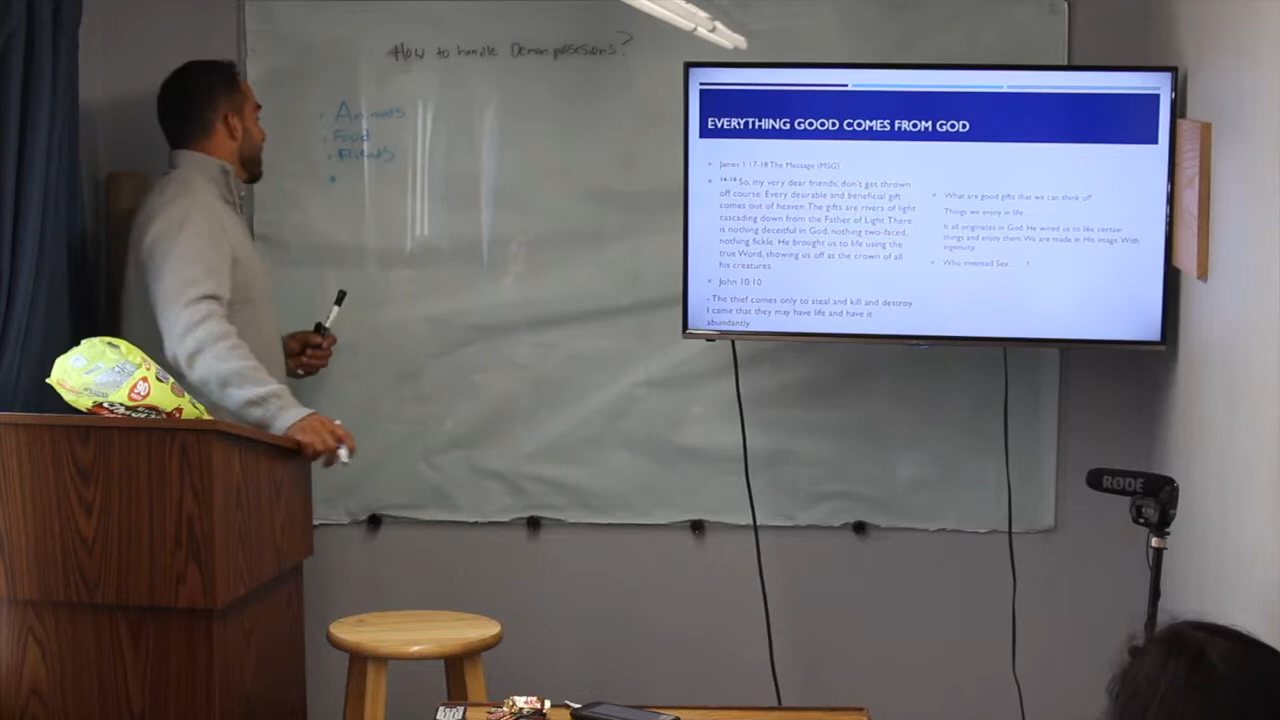 How to handle Demon possesions?
• Animals
• Food
• Friends
•
EVERYTHING GOOD COMES FROM GOD
James 1:17-18 The Message (MSG)
16-18 So, my very dear friends, don't get thrown
off course. Every desirable and beneficial gift
comes out of heaven. The gifts are rivers of light
cascading down from the Father of Light. There
is nothing deceitful in God, nothing two-faced,
nothing fickle. He brought us to life using the
true Word, showing us off as the crown of all
his creatures.
John 10:10
- The thief comes only to steal and kill and destroy
I came that they may have life and have it
abundantly.
What are good gifts that we can think off
Things we enjoy in life...
It all originates in God. He wired us to like certain
things and enjoy them. We are made in His image. With
ingenuity.
Who invented Sex... !
90
RØDE